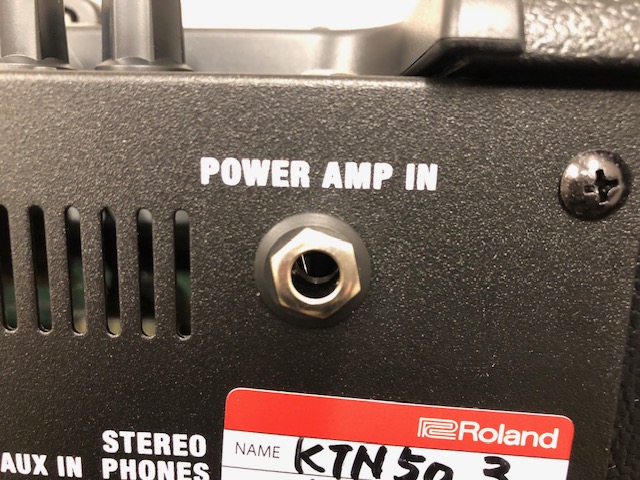 POWER AMP IN
Roland
STEREO
AUX IN PHONES
NAME KTN50 3